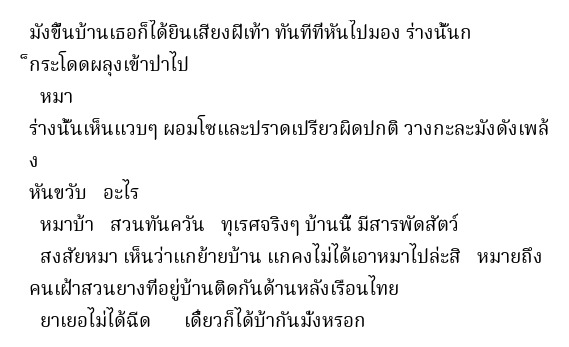 มังขึ้นบ้านเธอก็ได้ยินเสียงฝีเท้า ทันทีที่หันไปมอง ร่างนั้นก
็กระโดดผลุงเข้าป่าไป
หมา
ร่างนั้นเห็นแวบๆ ผอมโซและปราดเปรียวผิดปกติ วางกะละมังดังเพล้
ง
หันขวับ อะไร
หมาบ้า สวนทันควัน ทุเรศจริงๆ บ้านนี้ มีสารพัดสัตว์
สงสัยหมา เห็นว่าแกย้ายบ้าน แกคงไม่ได้เอาหมาไปล่ะสิ หมายถึง
คนเฝ้าสวนยางที่อยู่บ้านติดกันด้านหลังเรือนไทย
ยาเยอไม่ได้ฉีด เดี๋ยวก็ได้บ้ากันมั่งหรอก